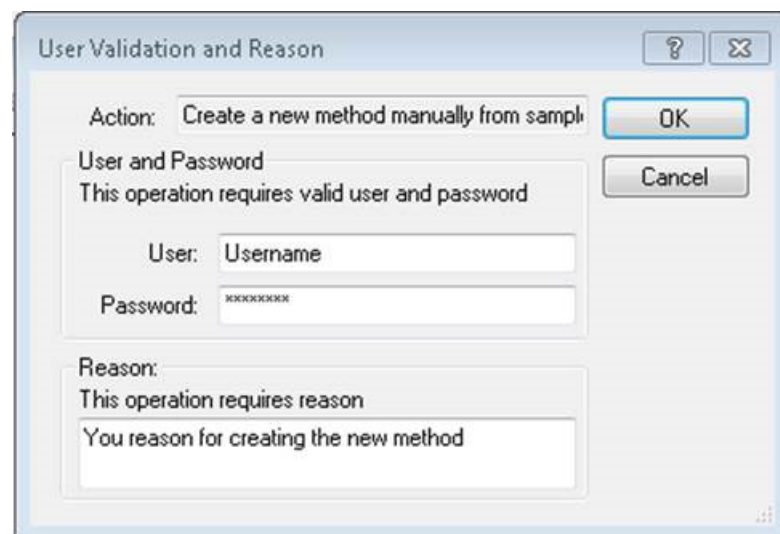 User Validation and Reason
Action: Create a new method manually from sampl
OK
User and Password
This operation requires valid user and password
Cancel
User: Username
Password: ××××××××
Reason:
This operation requires reason
You reason for creating the new method